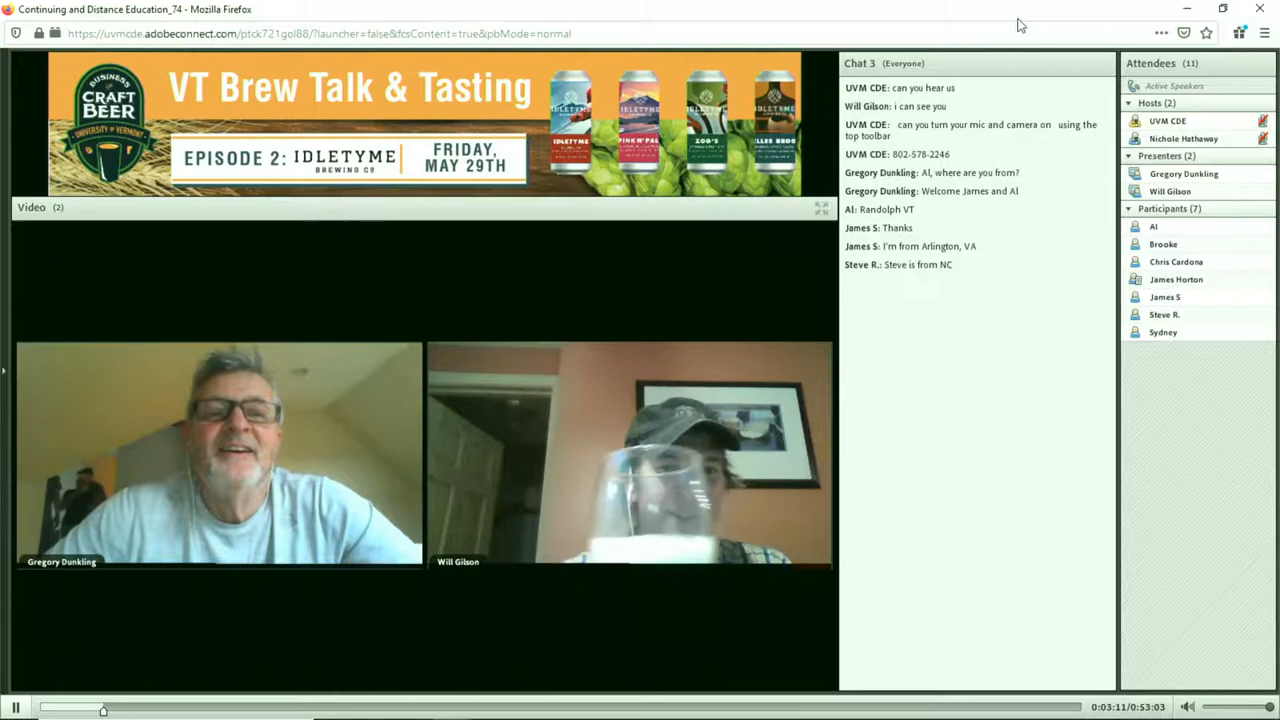 Continuing and Distance Education_74 - Mozilla Firefox
https://uvmcde.adobeconnect.com/ptck721gol88/?launcher=false&fcsContent=true&pbMode=normal
BUSINESS of
CRAFT
BEER
UNIVERSITY of VERMONT
VT Brew Talk & Tasting
EPISODE 2: IDLETYME
BREWING CO
FRIDAY,
MAY 29TH
IDLETYME
IDLETYME
PINK N' PALE
ZOG'S
Video (2)
Gregory Dunkling
Will Gilson
Chat 3 (Everyone)
UVM CDE: can you hear us
Will Gilson: i can see you
UVM CDE: can you turn your mic and camera on using the
top toolbar
UVM CDE: 802-578-2246
Gregory Dunkling: Al, where are you from?
Gregory Dunkling: Welcome James and Al
Al: Randolph VT
James S: Thanks
James S: I'm from Arlington, VA
Steve R.: Steve is from NC
Attendees (11)
Active Speakers
Hosts (2)
UVM CDE
Nichole Hathaway
Presenters (2)
Gregory Dunkling
Will Gilson
Participants (7)
Al
Brooke
Chris Cardona
James Horton
James S
Steve R.
Sydney
0:03:11/0:53:03